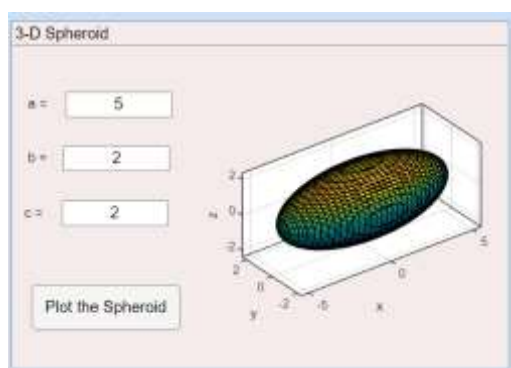 3-D Spheroid
a = 5
b = 2
c = 2
Plot the Spheroid
2
0
-2
z
2
0
-2
y
-5
0
5
x